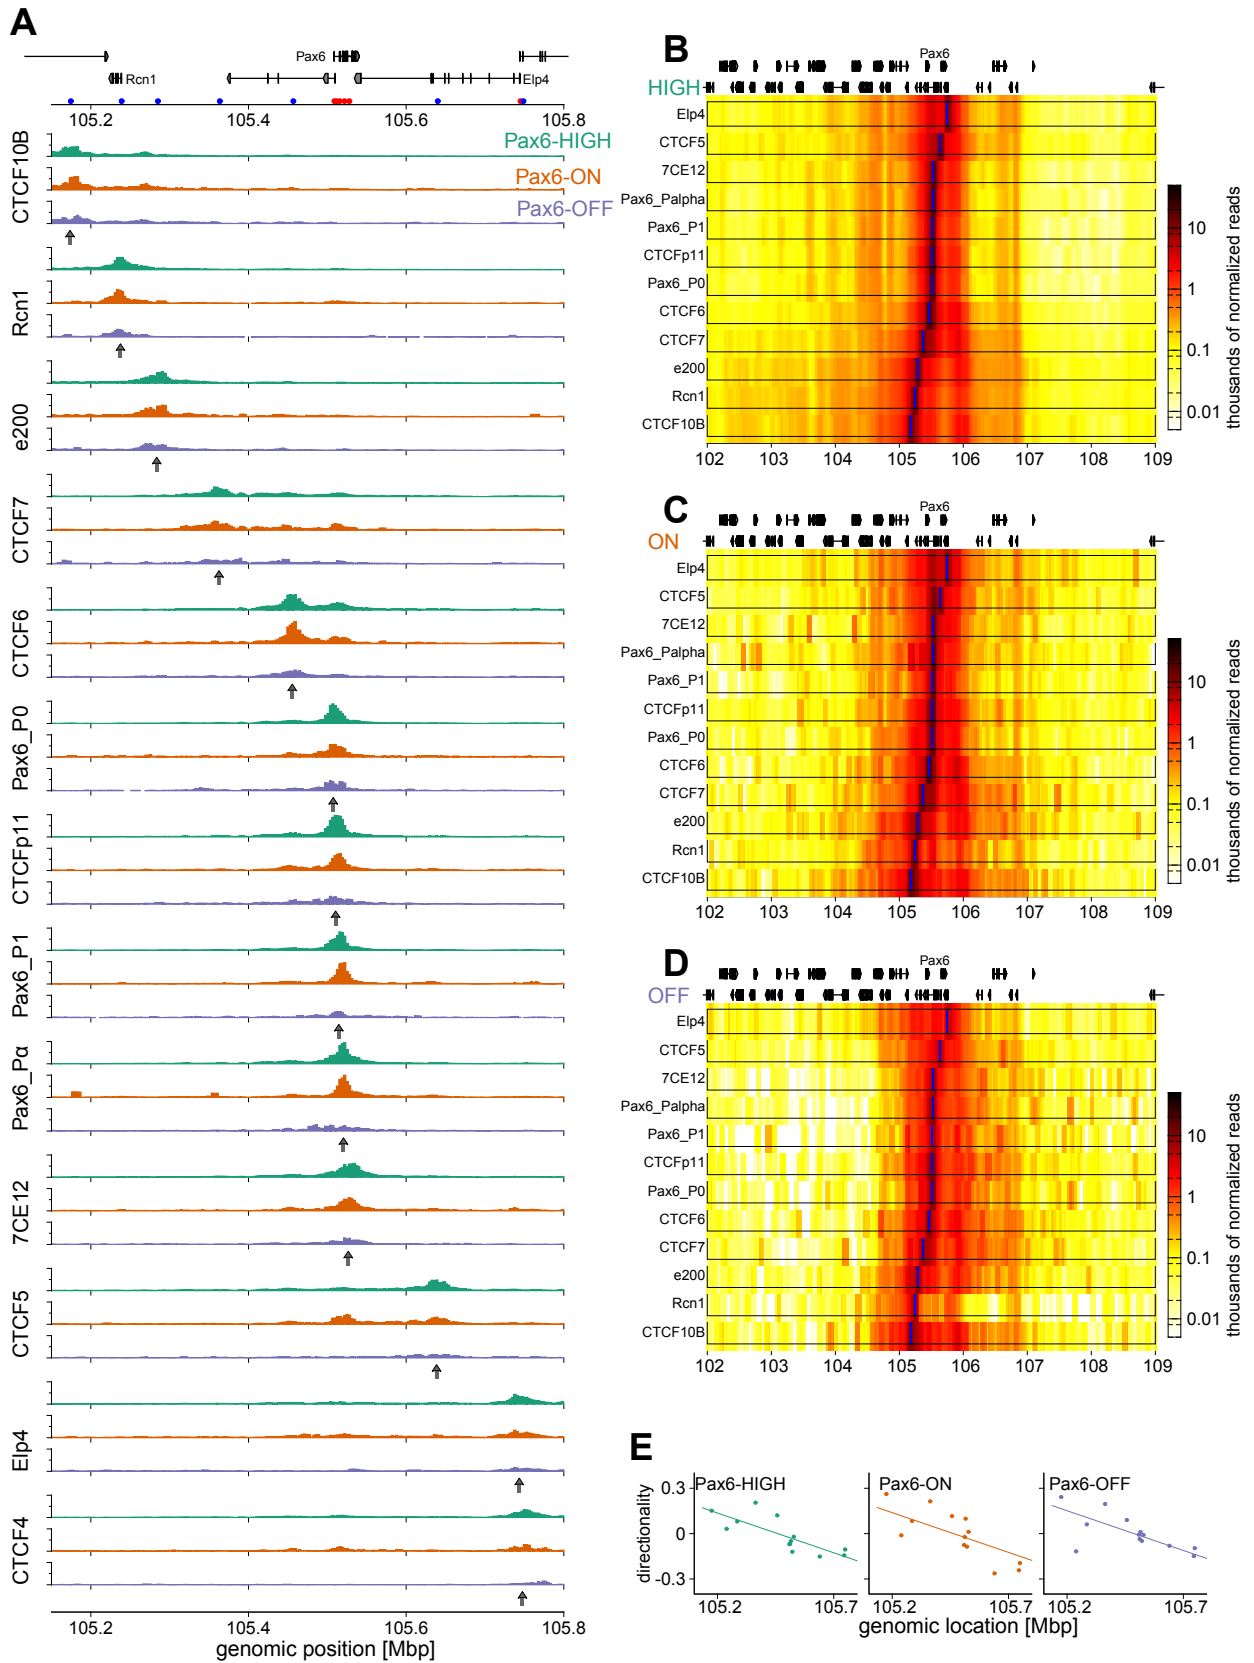 A
Pax6
Rcn1
Elp4
105.2
105.4
105.6
105.8
Pax6-HIGH
Pax6-ON
Pax6-OFF
CTCF10B
Rcn1
e200
CTCF7
CTCF6
Pax6_P0
CTCFp11
Pax6_P1
Pax6_Pα
7CE12
CTCF5
Elp4
CTCF4
105.2
105.4
105.6
105.8
genomic position [Mbp]
B
Pax6
HIGH
Elp4
CTCF5
7CE12
Pax6_Palpha
Pax6_P1
CTCFp11
Pax6_P0
CTCF6
CTCF7
e200
Rcn1
CTCF10B
102
103
104
105
106
107
108
109
10
1
0.1
0.01
thousands of normalized reads
C
Pax6
ON
Elp4
CTCF5
7CE12
Pax6_Palpha
Pax6_P1
CTCFp11
Pax6_P0
CTCF6
CTCF7
e200
Rcn1
CTCF10B
102
103
104
105
106
107
108
109
10
1
0.1
0.01
thousands of normalized reads
D
Pax6
OFF
Elp4
CTCF5
7CE12
Pax6_Palpha
Pax6_P1
CTCFp11
Pax6_P0
CTCF6
CTCF7
e200
Rcn1
CTCF10B
102
103
104
105
106
107
108
109
10
1
0.1
0.01
thousands of normalized reads
E
Pax6-HIGH
Pax6-ON
Pax6-OFF
directionality
0.3
0
-0.3
105.2
105.7
105.2
105.7
105.2
105.7
genomic location [Mbp]